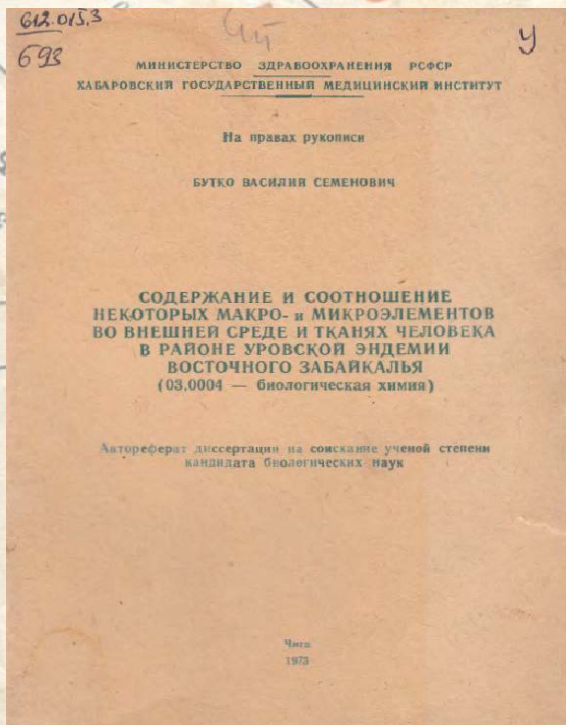 612.015.3
693
У
МИНИСТЕРСТВО ЗДРАВООХРАНЕНИЯ РСФСР
ХАБАРОВСКИЙ ГОСУДАРСТВЕННЫЙ МЕДИЦИНСКИЙ ИНСТИТУТ
На правах рукописи
БУТКО ВАСИЛИЙ СЕМЕНОВИЧ
СОДЕРЖАНИЕ И СООТНОШЕНИЕ
НЕКОТОРЫХ МАКРО- и МИКРОЭЛЕМЕНТОВ
ВО ВНЕШНЕЙ СРЕДЕ И ТКАНЯХ ЧЕЛОВЕКА
В РАЙОНЕ УРОВСКОЙ ЭНДЕМИИ
ВОСТОЧНОГО ЗАБАЙКАЛЬЯ
(03.0004 — биологическая химия)
Автореферат диссертации на соискание ученой степени
кандидата биологических наук
Чита
1973